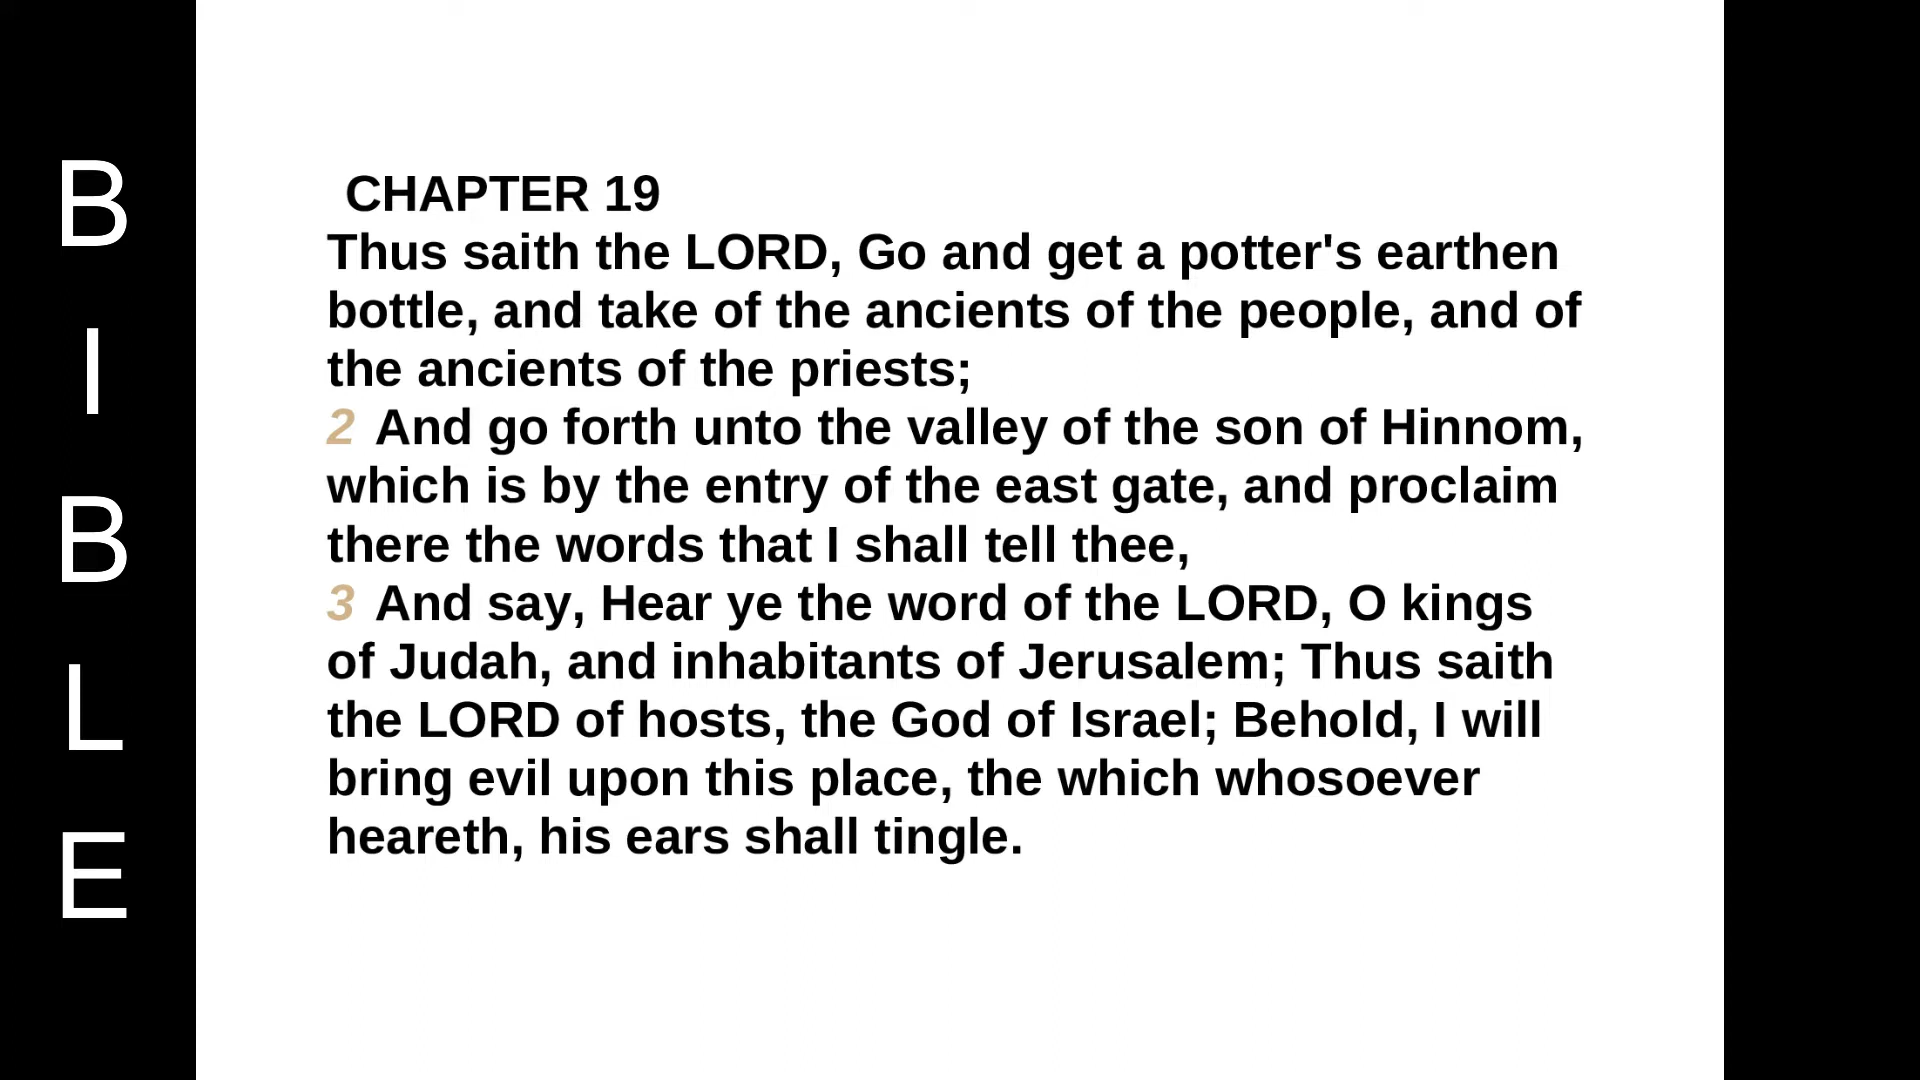 B
I
B
L
E
CHAPTER 19
Thus saith the LORD, Go and get a potter's earthen
bottle, and take of the ancients of the people, and of
the ancients of the priests;
2 And go forth unto the valley of the son of Hinnom,
which is by the entry of the east gate, and proclaim
there the words that I shall tell thee,
3 And say, Hear ye the word of the LORD, O kings
of Judah, and inhabitants of Jerusalem; Thus saith
the LORD of hosts, the God of Israel; Behold, I will
bring evil upon this place, the which whosoever
heareth, his ears shall tingle.